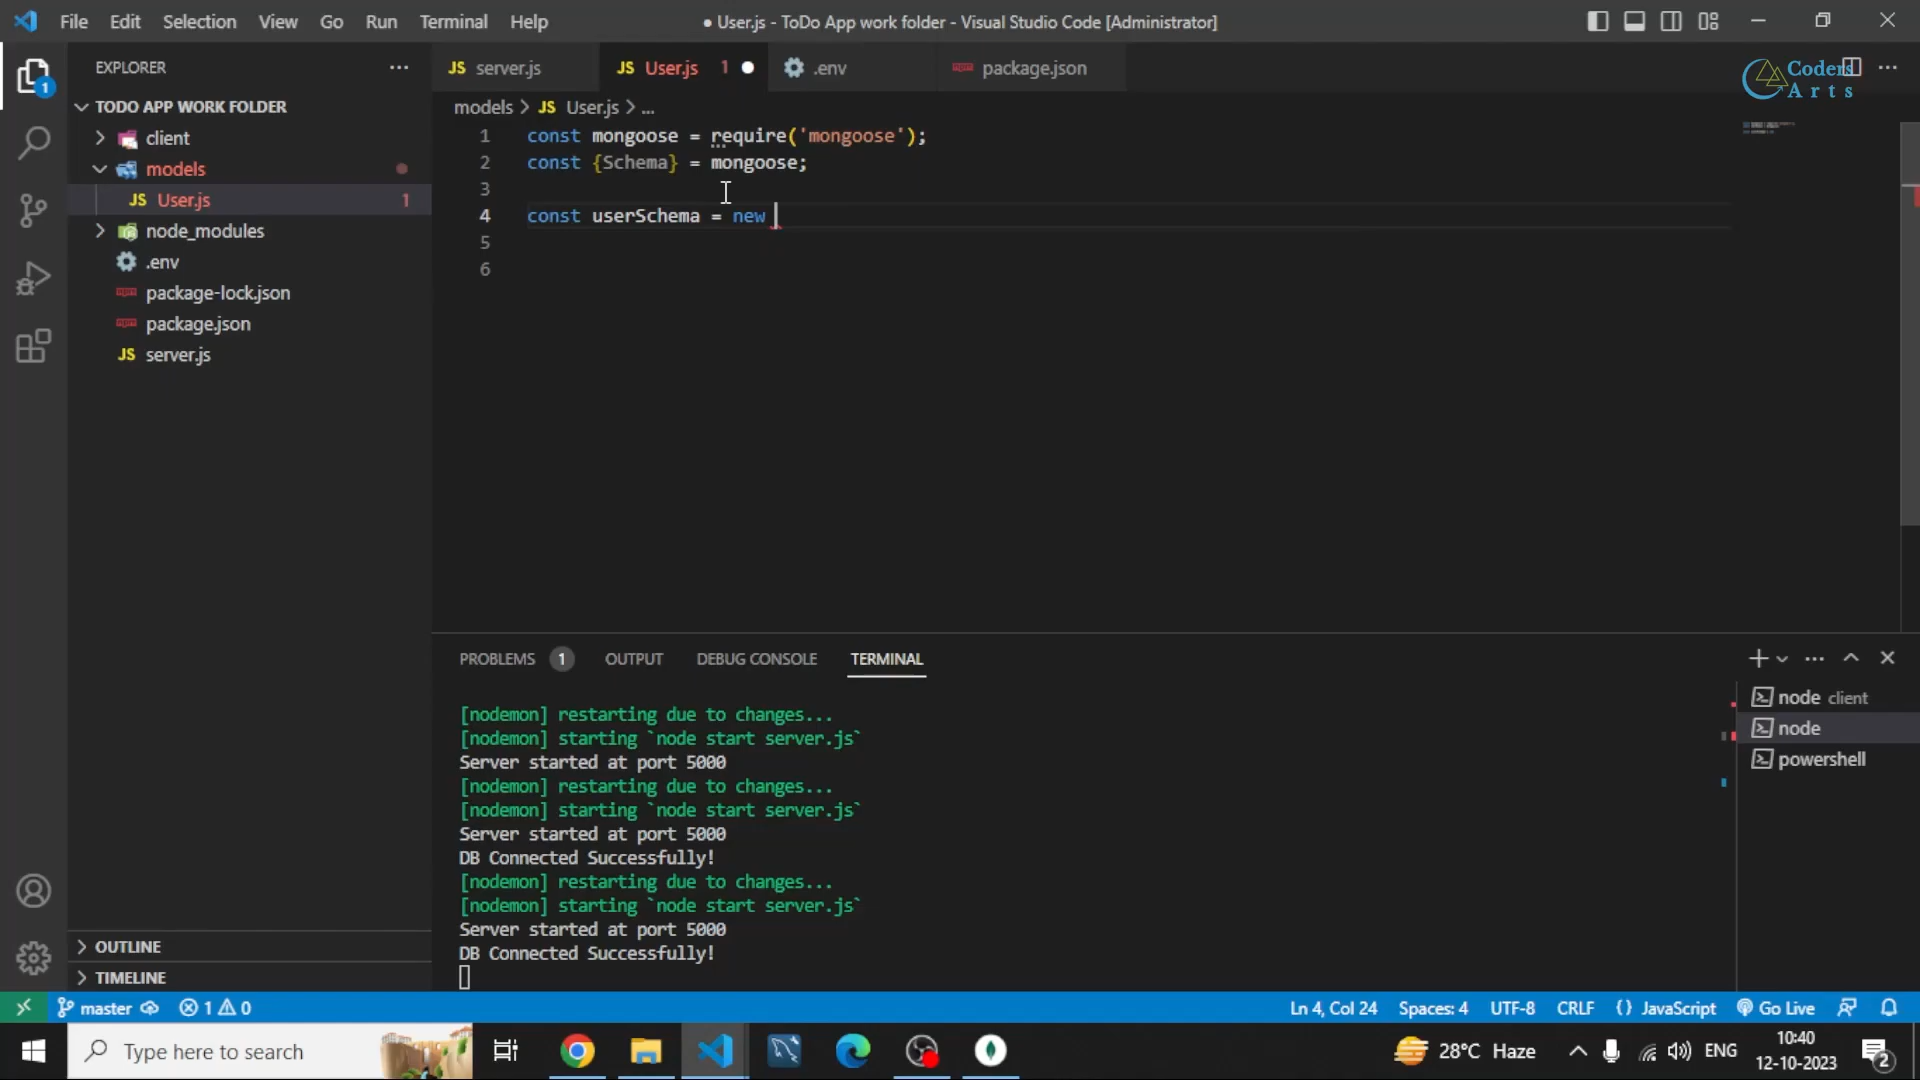 File Edit Selection View Go Run Terminal Help
● User.js - ToDo App work folder - Visual Studio Code [Administrator]
EXPLORER
TODO APP WORK FOLDER
client
models
JS User.js 1
node_modules
.env
package-lock.json
package.json
JS server.js
OUTLINE
TIMELINE
JS server.js
JS User.js 1
.env
package.json
Coders
Arts
models > JS User.js > ...
1 const mongoose = require('mongoose');
2 const {Schema} = mongoose;
3
4 const userSchema = new
5
6
PROBLEMS 1 OUTPUT DEBUG CONSOLE TERMINAL
[nodemon] restarting due to changes...
[nodemon] starting `node start server.js`
Server started at port 5000
[nodemon] restarting due to changes...
[nodemon] starting `node start server.js`
Server started at port 5000
DB Connected Successfully!
[nodemon] restarting due to changes...
[nodemon] starting `node start server.js`
Server started at port 5000
DB Connected Successfully!
node client
node
powershell
1
master 1 0
Ln 4, Col 24 Spaces: 4 UTF-8 CRLF {} JavaScript Go Live
Type here to search
28°C Haze
ENG
10:40
12-10-2023
2